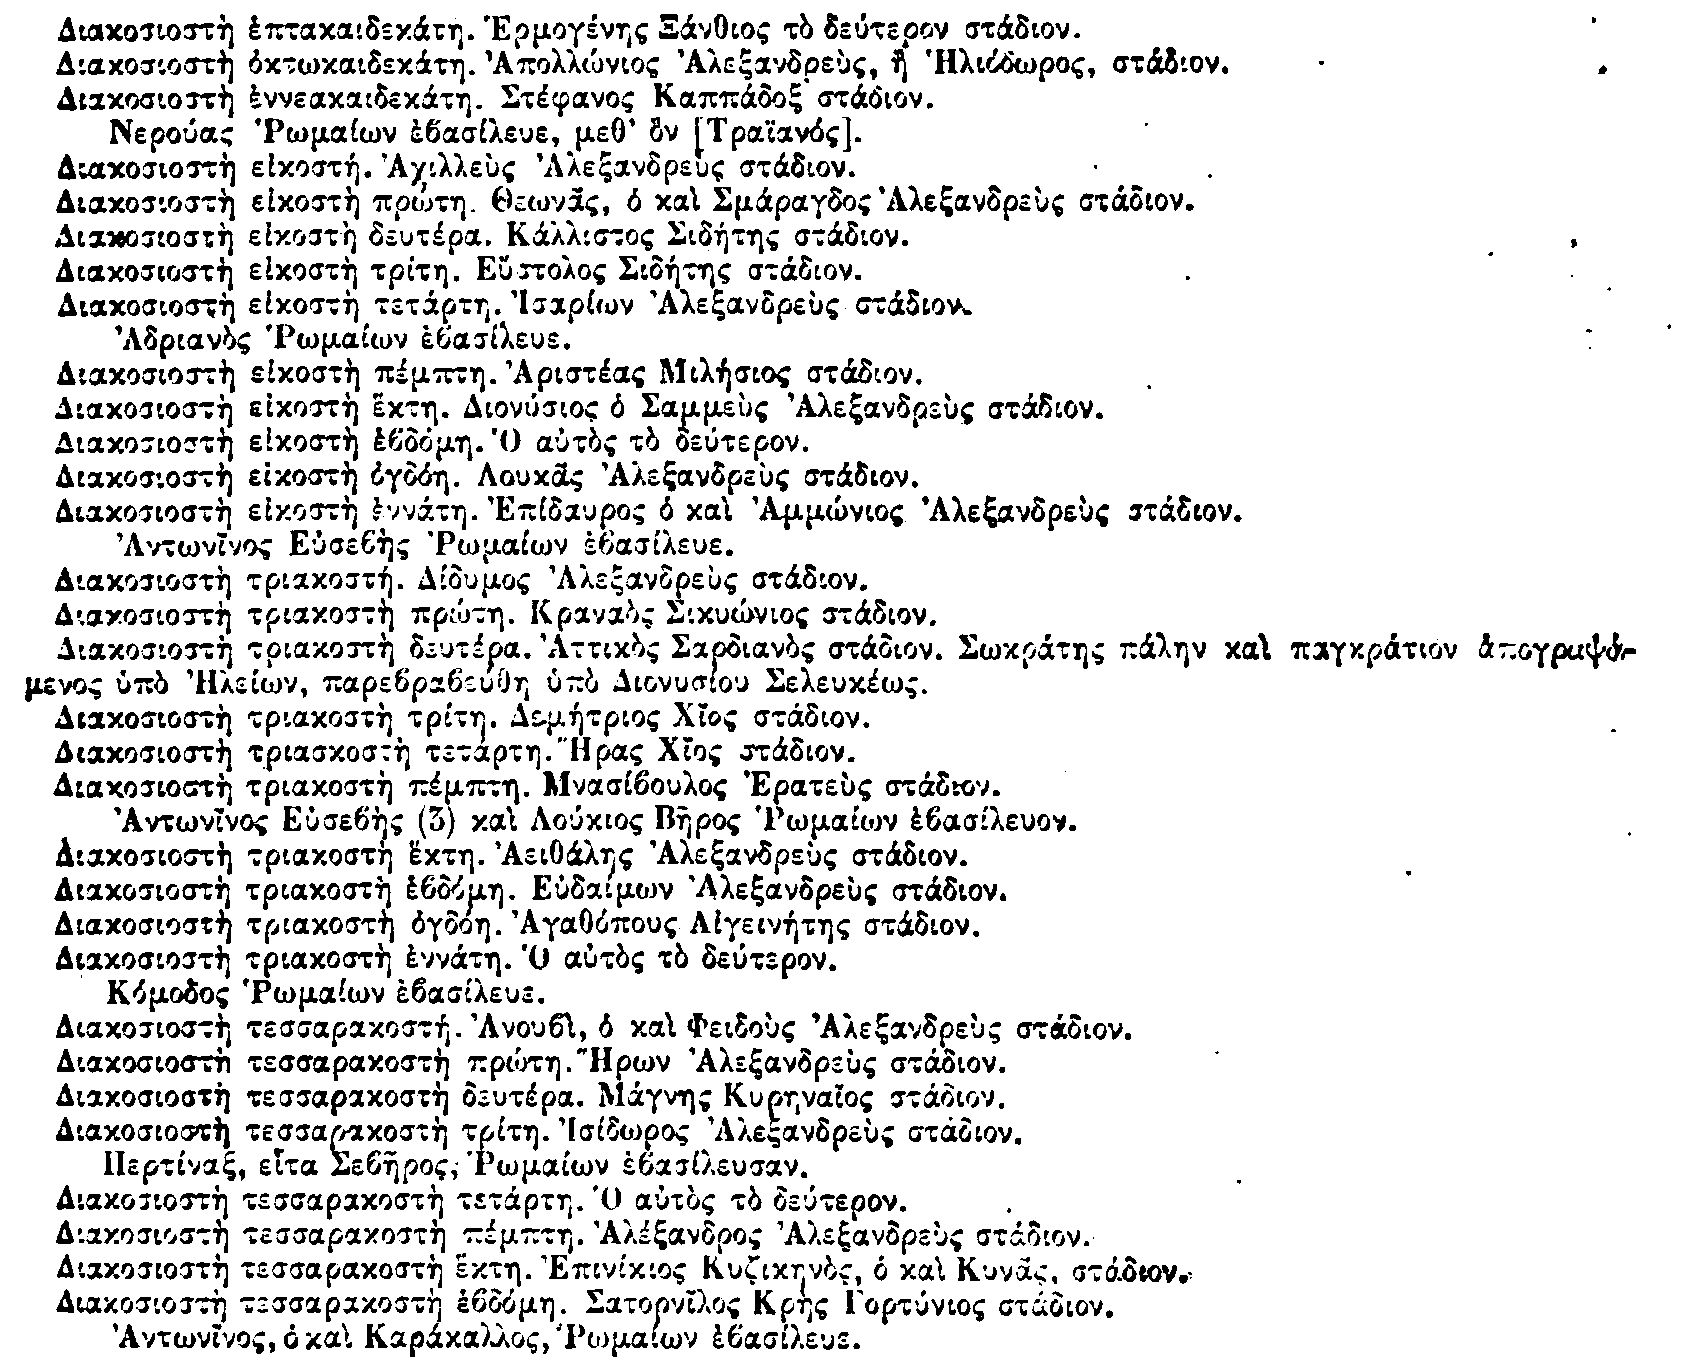 Διακοσιοστὴ ἑπτακαιδεκάτη. Ἑρμογένης Ξάνθιος τὸ δεύτερον στάδιον.
Διακοσιοστὴ ὀκτωκαιδεκάτη. Ἀπολλώνιος Ἀλεξανδρεὺς, ἢ Ἡλιόδωρος, στάδιον.
Διακοσιοστὴ ἐννεακαιδεκάτη. Στέφανος Καππάδοξ στάδιον.
Νερούας Ῥωμαίων ἐβασίλευε, μεθ' ὃν [Τραϊανός].
Διακοσιοστὴ εἰκοστή. Ἀχιλλεὺς Ἀλεξανδρεὺς στάδιον.
Διακοσιοστὴ εἰκοστὴ πρώτη. Θεωνᾶς, ὁ καὶ Σμάραγδος Ἀλεξανδρεὺς στάδιον.
Διακοσιοστὴ εἰκοστὴ δευτέρα. Κάλλιστος Σιδήτης στάδιον.
Διακοσιοστὴ εἰκοστὴ τρίτη. Εὔστολος Σιδήτης στάδιον.
Διακοσιοστὴ εἰκοστὴ τετάρτη. Ἰσαρίων Ἀλεξανδρεὺς στάδιον.
Ἀδριανὸς Ῥωμαίων ἐβασίλευε.
Διακοσιοστὴ εἰκοστὴ πέμπτη. Ἀριστέας Μιλήσιος στάδιον.
Διακοσιοστὴ εἰκοστὴ ἕκτη. Διονύσιος ὁ Σαμμεὺς Ἀλεξανδρεὺς στάδιον.
Διακοσιοστὴ εἰκοστὴ ἑβδόμη. Ὁ αὐτὸς τὸ δεύτερον.
Διακοσιοστὴ εἰκοστὴ ὀγδόη. Λουκᾶς Ἀλεξανδρεὺς στάδιον.
Διακοσιοστὴ εἰκοστὴ ἐννάτη. Ἐπίδαυρος ὁ καὶ Ἀμμώνιος Ἀλεξανδρεὺς στάδιον.
Ἀντωνῖνος Εὐσεβὴς Ῥωμαίων ἐβασίλευε.
Διακοσιοστὴ τριακοστή. Δίδυμος Ἀλεξανδρεὺς στάδιον.
Διακοσιοστὴ τριακοστὴ πρώτη. Κραναὸς Σικυώνιος στάδιον.
Διακοσιοστὴ τριακοστὴ δευτέρα. Ἀττικὸς Σαρδιανὸς στάδιον. Σωκράτης πάλην καὶ παγκράτιον ἀπογραψά-
μενος ὑπὸ Ἠλείων, παρεβραβεύθη ὑπὸ Διονυσίου Σελευκέως.
Διακοσιοστὴ τριακοστὴ τρίτη. Δεμήτριος Χῖος στάδιον.
Διακοσιοστὴ τριασκοστὴ τετάρτη. Ἥρας Χῖος στάδιον.
Διακοσιοστὴ τριακοστὴ πέμπτη. Μνασίβουλος Ἐρατεὺς στάδιον.
Ἀντωνῖνος Εὐσεβὴς (3) καὶ Λούκιος Βῆρος Ῥωμαίων ἐβασίλευον.
Διακοσιοστὴ τριακοστὴ ἕκτη. Ἀειθάλης Ἀλεξανδρεὺς στάδιον.
Διακοσιοστὴ τριακοστὴ ἑβδόμη. Εὐδαίμων Ἀλεξανδρεὺς στάδιον.
Διακοσιοστὴ τριακοστὴ ὀγδόη. Ἀγαθόπους Αἰγεινήτης στάδιον.
Διακοσιοστὴ τριακοστὴ ἐννάτη. Ὁ αὐτὸς τὸ δεύτερον.
Κόμοδος Ῥωμαίων ἐβασίλευε.
Διακοσιοστὴ τεσσαρακοστή. Ἀνουβὶ, ὁ καὶ Φειδοὺς Ἀλεξανδρεὺς στάδιον.
Διακοσιοστὴ τεσσαρακοστὴ πρώτη. Ἥρων Ἀλεξανδρεὺς στάδιον.
Διακοσιοστὴ τεσσαρακοστὴ δευτέρα. Μάγνης Κυρηναῖος στάδιον.
Διακοσιοστὴ τεσσαρακοστὴ τρίτη. Ἰσίδωρος Ἀλεξανδρεὺς στάδιον.
Περτίναξ, εἶτα Σεβῆρος, Ῥωμαίων ἐβασίλευσαν.
Διακοσιοστὴ τεσσαρακοστὴ τετάρτη. Ὁ αὐτὸς τὸ δεύτερον.
Διακοσιοστὴ τεσσαρακοστὴ πέμπτη. Ἀλέξανδρος Ἀλεξανδρεὺς στάδιον.
Διακοσιοστὴ τεσσαρακοστὴ ἕκτη. Ἐπινίκιος Κυζικηνὸς, ὁ καὶ Κυνᾶς, στάδιον.
Διακοσιοστὴ τεσσαρακοστὴ ἑβδόμη. Σατορνῖλος Κρὴς Γορτύνιος στάδιον.
Ἀντωνῖνος, ὁ καὶ Καράκαλλος, Ῥωμαίων ἐβασίλευε.